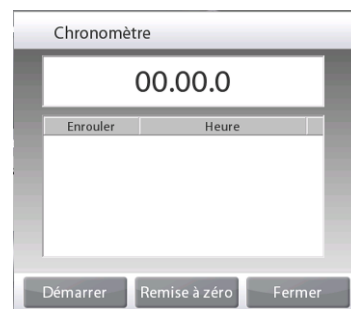 Chronomètre
00.00.0
Enrouler Heure
Démarrer Remise à zéro Fermer